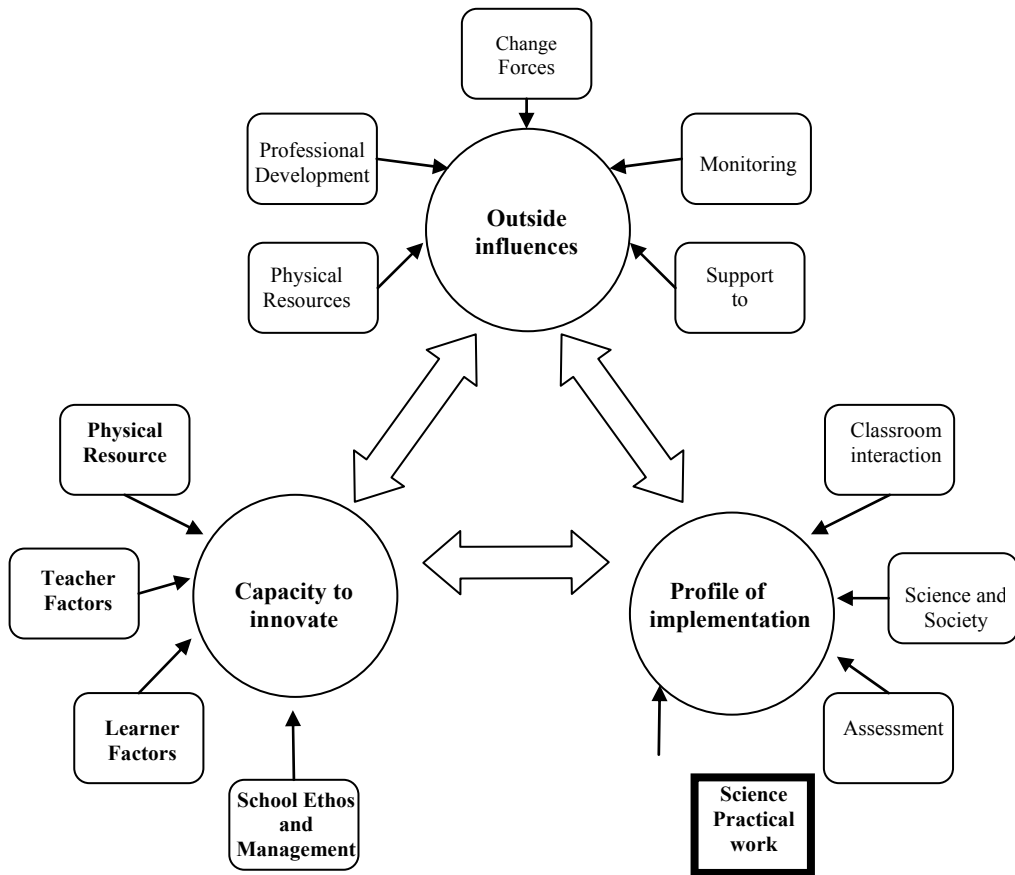 Change
Forces
Professional
Development
Monitoring
Outside
influences
Physical
Resources
Support
to
Physical
Resource
Classroom
interaction
Teacher
Factors
Capacity to
innovate
Profile of
implementation
Science and
Society
Learner
Factors
Assessment
School Ethos
and
Management
Science
Practical
work